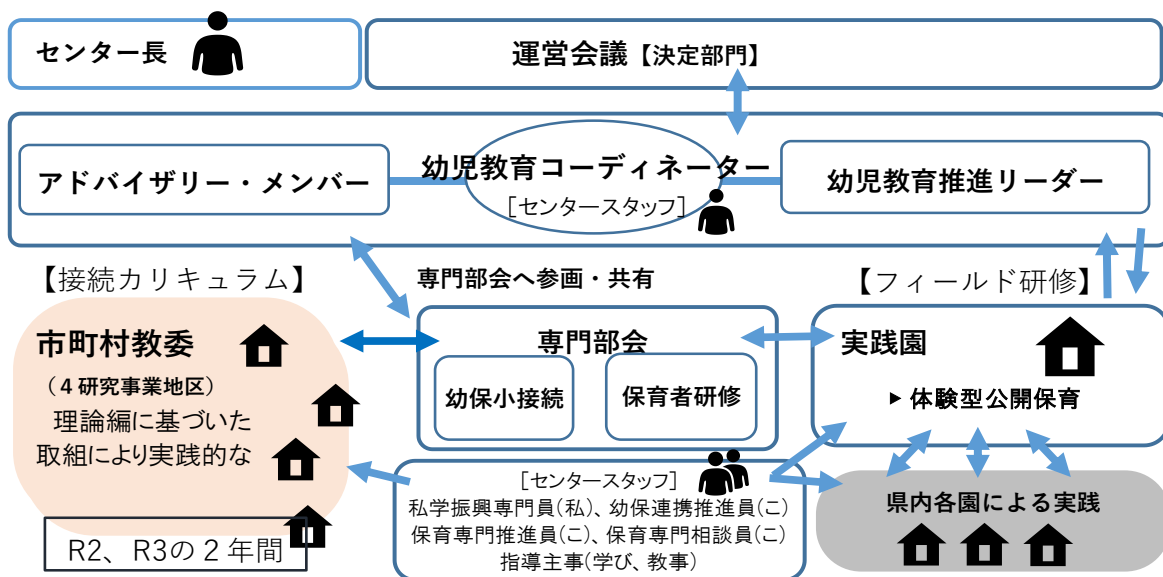 センター長
運営会議【決定部門】
アドバイザリー・メンバー
幼児教育コーディネーター
［センタースタッフ］
幼児教育推進リーダー
【接続カリキュラム】
専門部会へ参画・共有
【フィールド研修】
市町村教委
（４研究事業地区）
理論編に基づいた
取組により実践的な
R2、R3の２年間
専門部会
幼保小接続
保育者研修
実践園
▶体験型公開保育
［センタースタッフ］
私学振興専門員(私)、幼保連携推進員(こ)
保育専門推進員(こ)、保育専門相談員(こ)
指導主事(学び、教事)
県内各園による実践